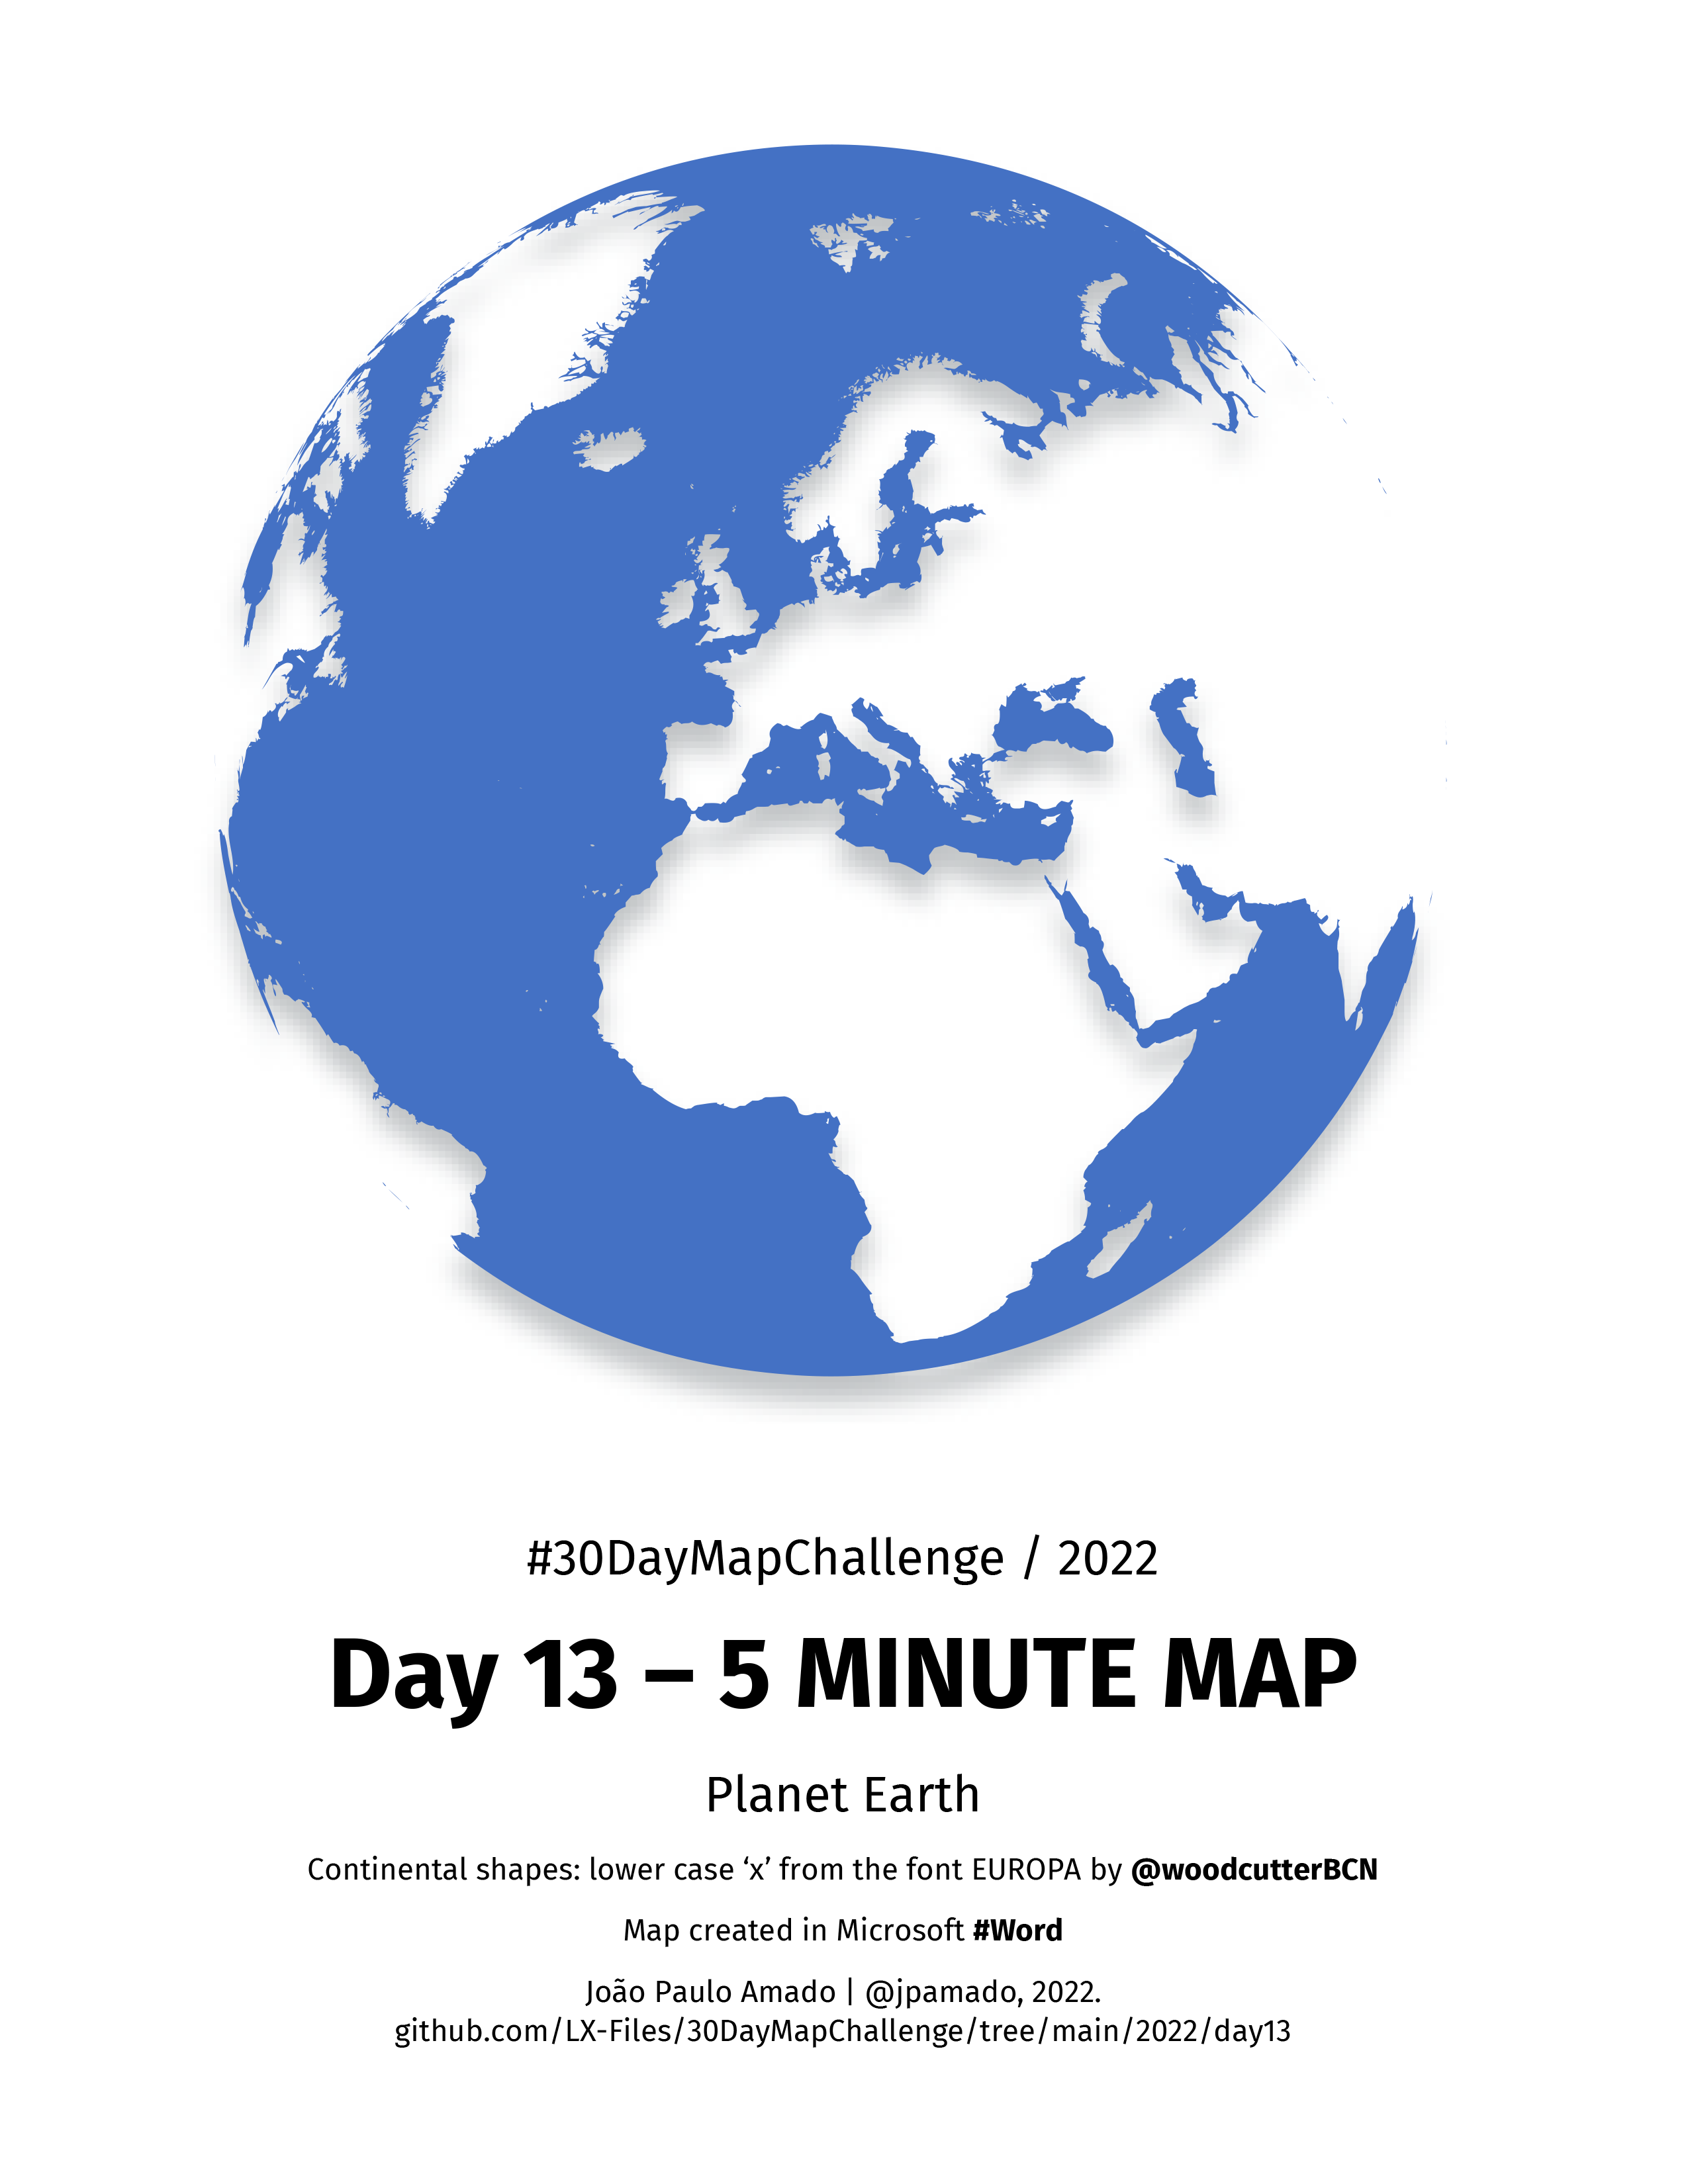 #30DayMapChallenge / 2022
Day 13 – 5 MINUTE MAP
Planet Earth
Continental shapes: lower case ‘x’ from the font EUROPA by @woodcutterBCN
Map created in Microsoft #Word
João Paulo Amado | @jpamado, 2022.
github.com/LX-Files/30DayMapChallenge/tree/main/2022/day13